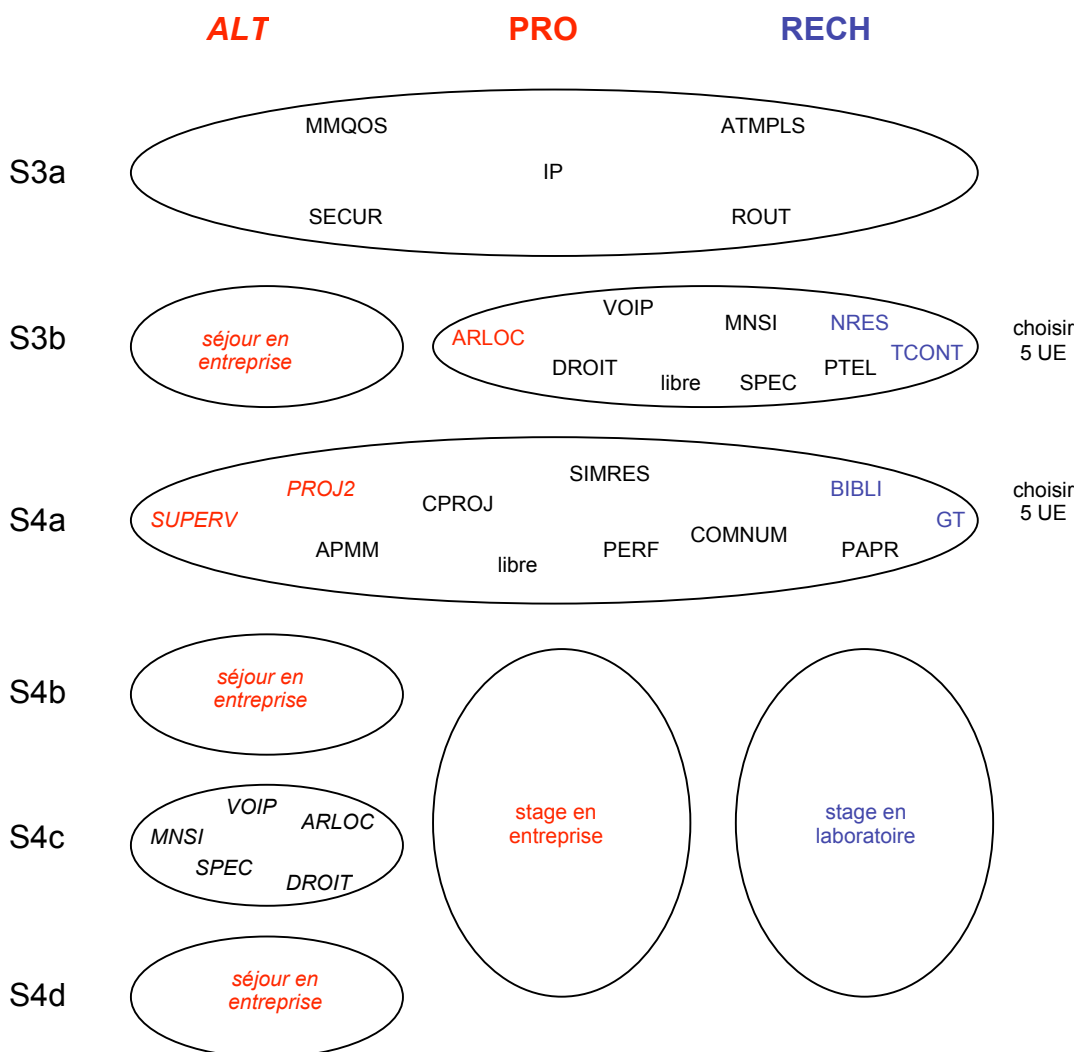 ALT PRO RECH
MMQOS ATMPLS
S3a IP
SECUR ROUT
VOIP
S3b séjour en entreprise ARLOC MNSI NRES TCONT choisir 5 UE
DROIT libre SPEC PTEL
SIMRES
PROJ2 CPROJ BIBLI choisir 5 UE
S4a SUPERV GT
APMM libre PERF COMNUM PAPR
S4b séjour en
entreprise
S4c VOIP
MNSI ARLOC
SPEC DROIT
stage en
entreprise
stage en
laboratoire
S4d séjour en
entreprise